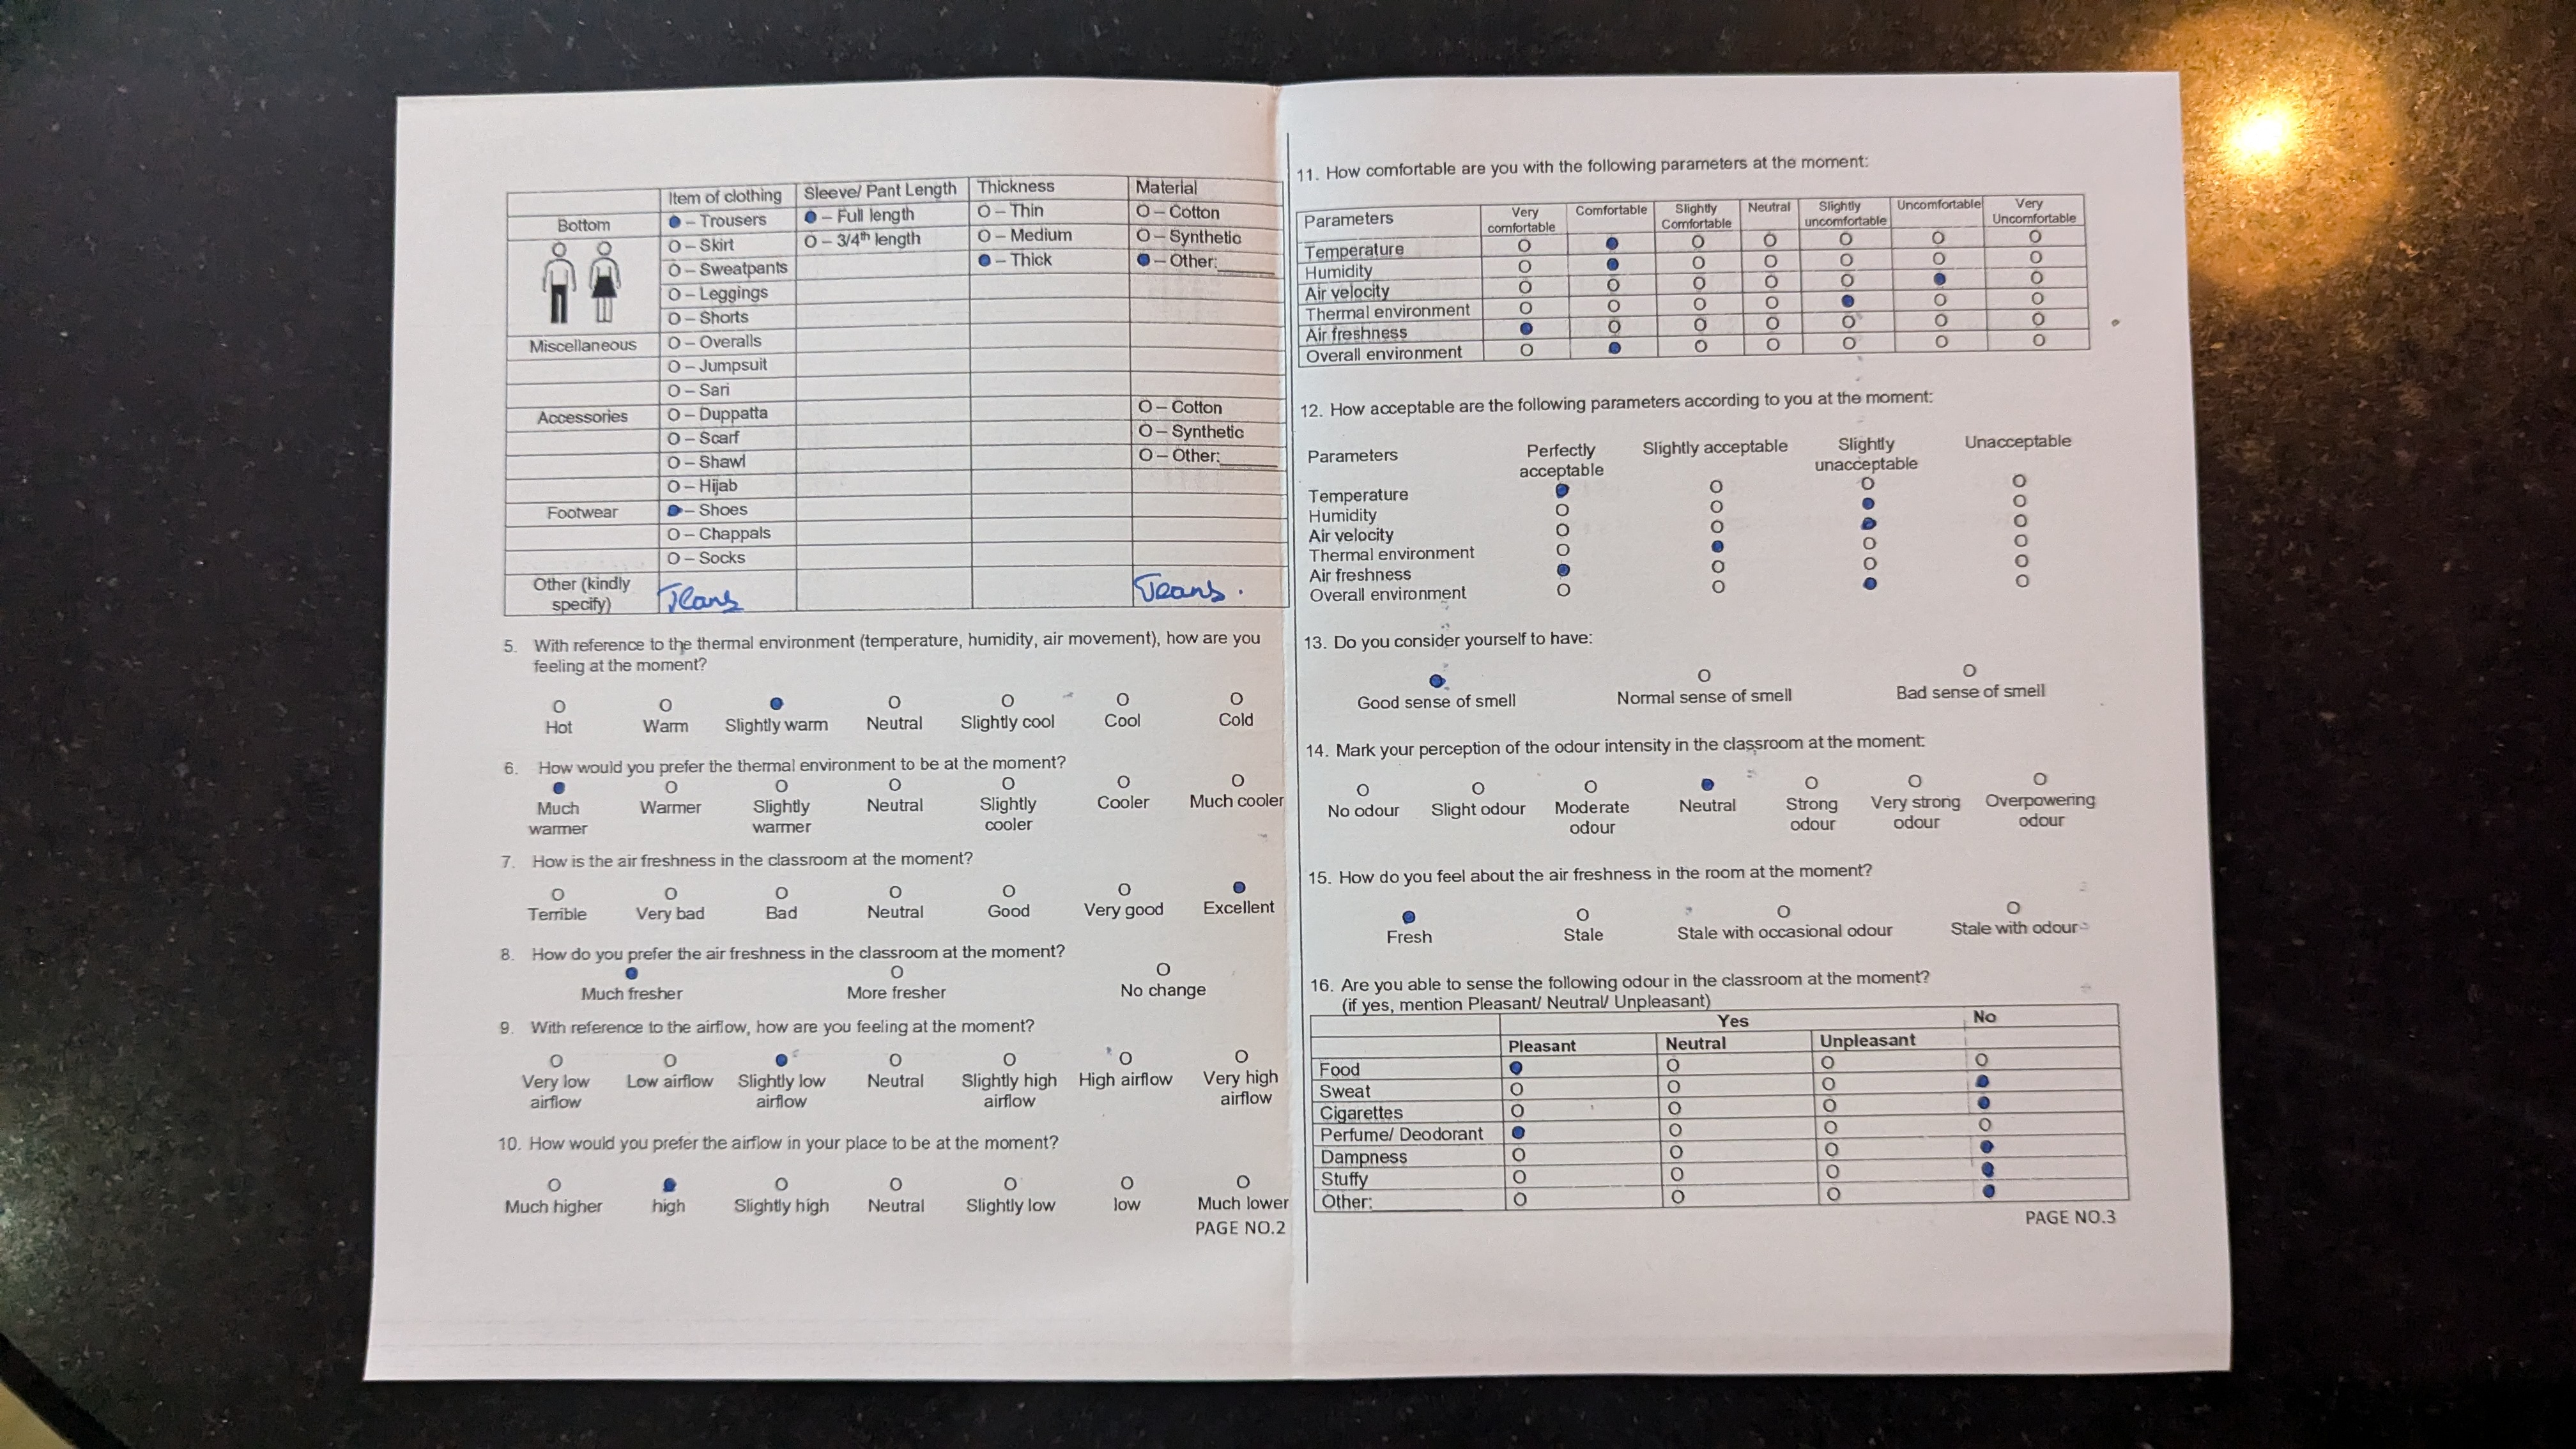 Item of clothing Sleeve/ Pant Length Thickness Material
Bottom ● – Trousers ● – Full length O – Thin O – Cotton
O – Skirt O – 3/4th length O – Medium O – Synthetic
O – Sweatpants ● – Thick ● – Other:______
O – Leggings
O – Shorts
Miscellaneous O – Overalls
O – Jumpsuit
O – Sari
Accessories O – Duppatta O – Cotton
O – Scarf O – Synthetic
O – Shawl O – Other:______
O – Hijab
Footwear ● – Shoes
O – Chappals
O – Socks
Other (kindly specify) Jeans Jeans.
5. With reference to the thermal environment (temperature, humidity, air movement), how are you
feeling at the moment?
O O ● O O O O
Hot Warm Slightly warm Neutral Slightly cool Cool Cold
6. How would you prefer the thermal environment to be at the moment?
● O O O O O O
Much Warmer Slightly Neutral Slightly Cooler Much cooler
warmer warmer cooler
7. How is the air freshness in the classroom at the moment?
O O O O O O ●
Terrible Very bad Bad Neutral Good Very good Excellent
8. How do you prefer the air freshness in the classroom at the moment?
● O O
Much fresher More fresher No change
9. With reference to the airflow, how are you feeling at the moment?
O O ● O O O O
Very low Low airflow Slightly low Neutral Slightly high High airflow Very high
airflow airflow airflow airflow
10. How would you prefer the airflow in your place to be at the moment?
O ● O O O O O
Much higher high Slightly high Neutral Slightly low low Much lower
PAGE NO.2
11. How comfortable are you with the following parameters at the moment:
Parameters Very Comfortable Slightly Neutral Slightly Uncomfortable Very
comfortable Comfortable uncomfortable Uncomfortable
Temperature O ● O O O O O
Humidity O ● O O O O O
Air velocity O O O O O ● O
Thermal environment O O O O ● O O
Air freshness ● O O O O O O
Overall environment O ● O O O O O
12. How acceptable are the following parameters according to you at the moment:
Parameters Perfectly Slightly acceptable Slightly Unacceptable
acceptable unacceptable
Temperature ● O O O
Humidity O O ● O
Air velocity O O ● O
Thermal environment O ● O O
Air freshness ● O O O
Overall environment O O ● O
13. Do you consider yourself to have:
● O O
Good sense of smell Normal sense of smell Bad sense of smell
14. Mark your perception of the odour intensity in the classroom at the moment:
O O O ● O O O
No odour Slight odour Moderate Neutral Strong Very strong Overpowering
odour odour odour odour
15. How do you feel about the air freshness in the room at the moment?
● O O O
Fresh Stale Stale with occasional odour Stale with odour
16. Are you able to sense the following odour in the classroom at the moment?
(if yes, mention Pleasant/ Neutral/ Unpleasant)
Yes No
Pleasant Neutral Unpleasant
Food ● O O O
Sweat O O O ●
Cigarettes O O O ●
Perfume/ Deodorant ● O O O
Dampness O O O ●
Stuffy O O O ●
Other:________ O O O ●
PAGE NO.3